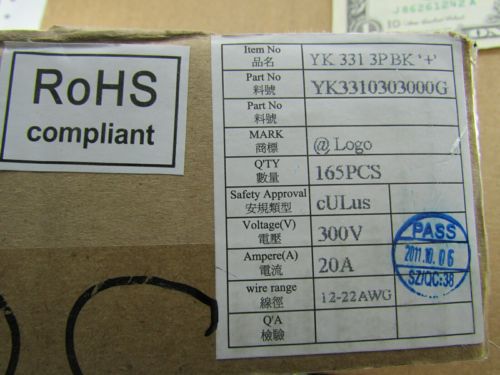 J86261242A
RoHS
compliant
Item No YK 331 3PBK '+'
品名
Part No YK3310303000G
料號
Part No
料號
MARK @ Logo
商標
Q'TY 165PCS
數量
Safety Approval cULus
安規類型
Voltage(V) 300V
電壓
Ampere(A) 20A
電流
wire range 12-22AWG
線徑
Q'A
檢驗
PASS
2011.10.06
SZ/QC:38